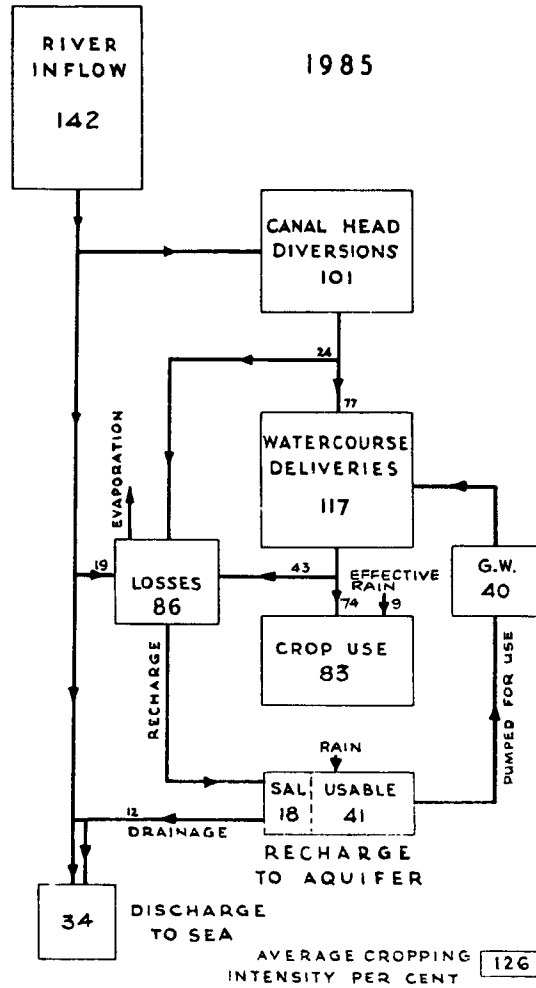 RIVER
INFLOW
142
1985
CANAL HEAD
DIVERSIONS
101
24
77
WATERCOURSE
DELIVERIES
117
EVAPORATION
19
LOSSES
86
43
EFFECTIVE
RAIN
74
9
G.W.
40
CROP USE
83
RECHARGE
PUMPED FOR USE
RAIN
SAL
18
USABLE
41
12
DRAINAGE
RECHARGE
TO AQUIFER
34
DISCHARGE
TO SEA
AVERAGE CROPPING
INTENSITY PER CENT
126